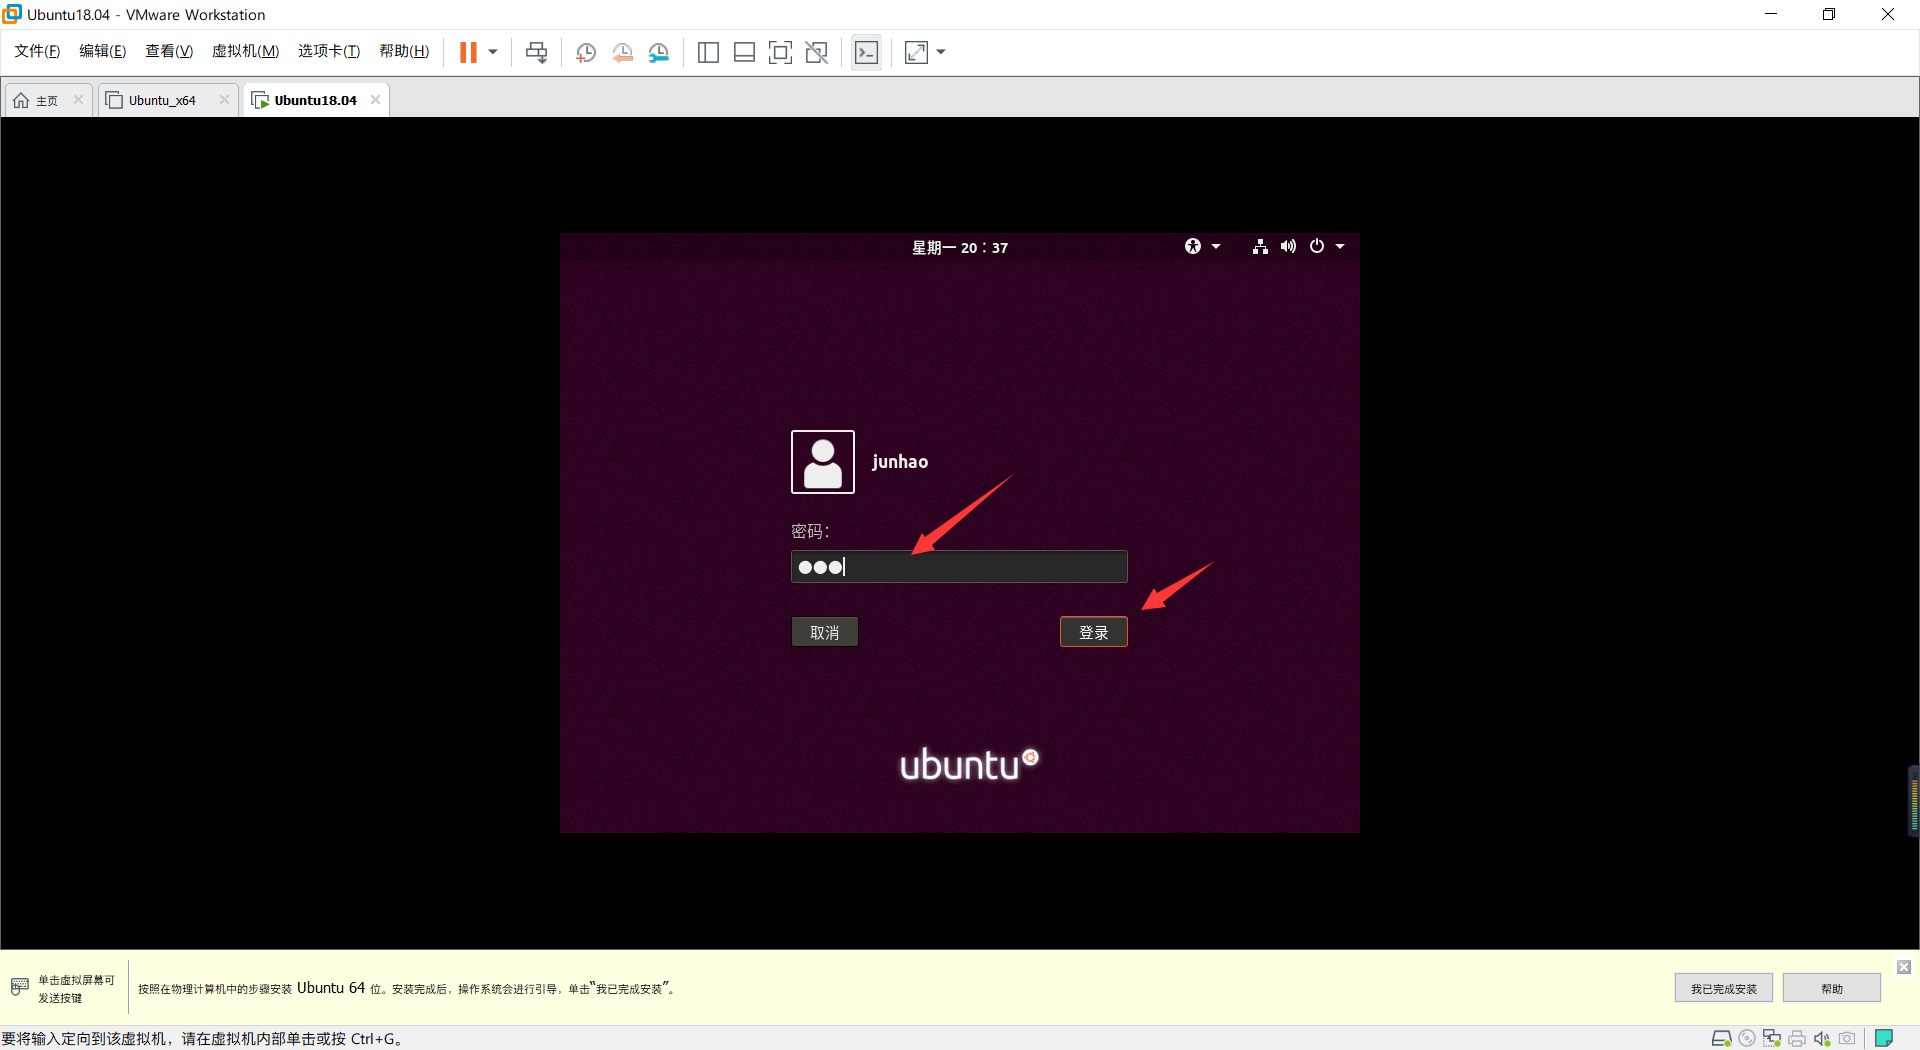 Ubuntu18.04 - VMware Workstation
文件(F) 编辑(E) 查看(V) 虚拟机(M) 选项卡(T) 帮助(H)
主页 Ubuntu_x64 Ubuntu18.04
星期一 20：37
junhao
密码：
取消 登录
ubuntu
单击虚拟屏幕可
发送按键
按照在物理计算机中的步骤安装 Ubuntu 64 位。安装完成后，操作系统会进行引导，单击“我已完成安装”。
我已完成安装 帮助
要将输入定向到该虚拟机，请在虚拟机内部单击或按 Ctrl+G。